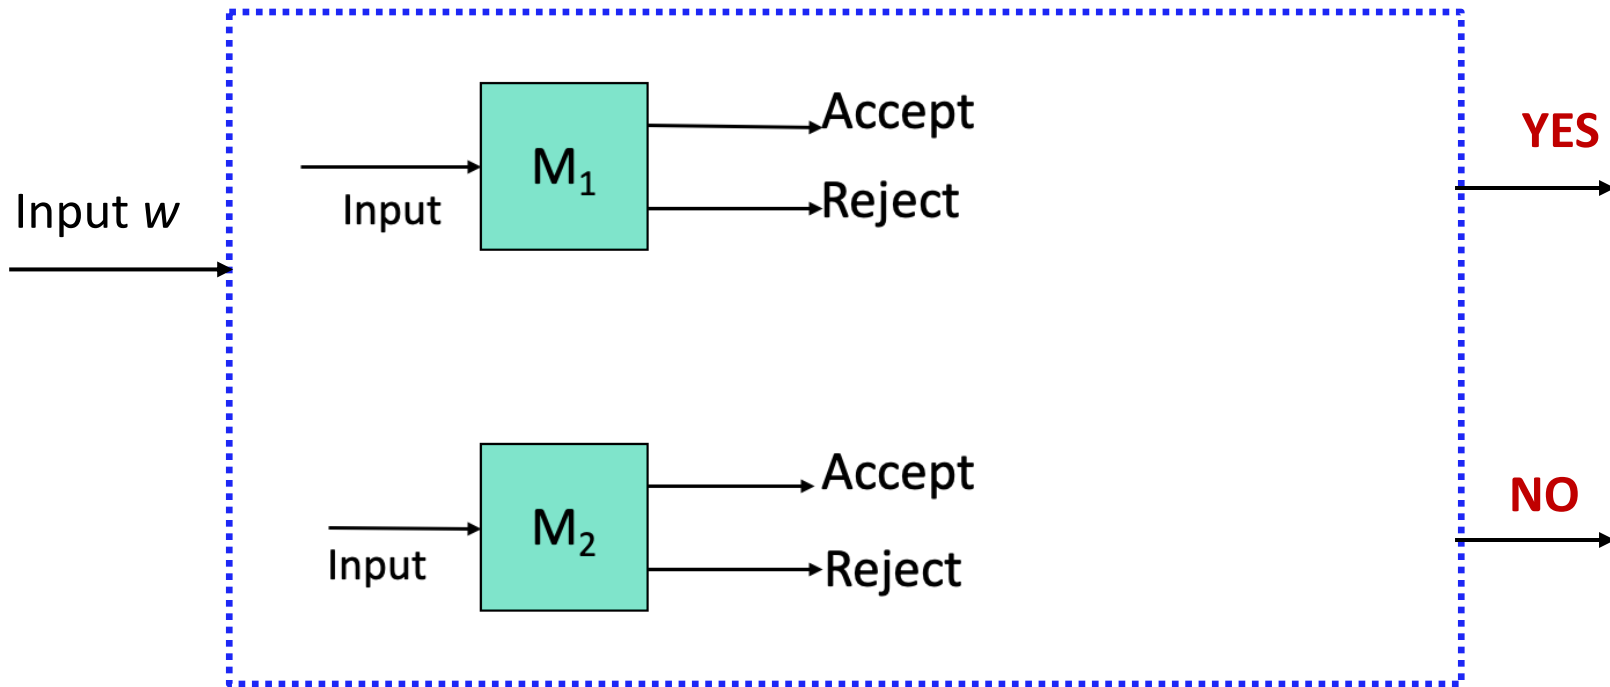 Input w
Input
M₁
Accept
Reject
Input
M₂
Accept
Reject
YES
NO